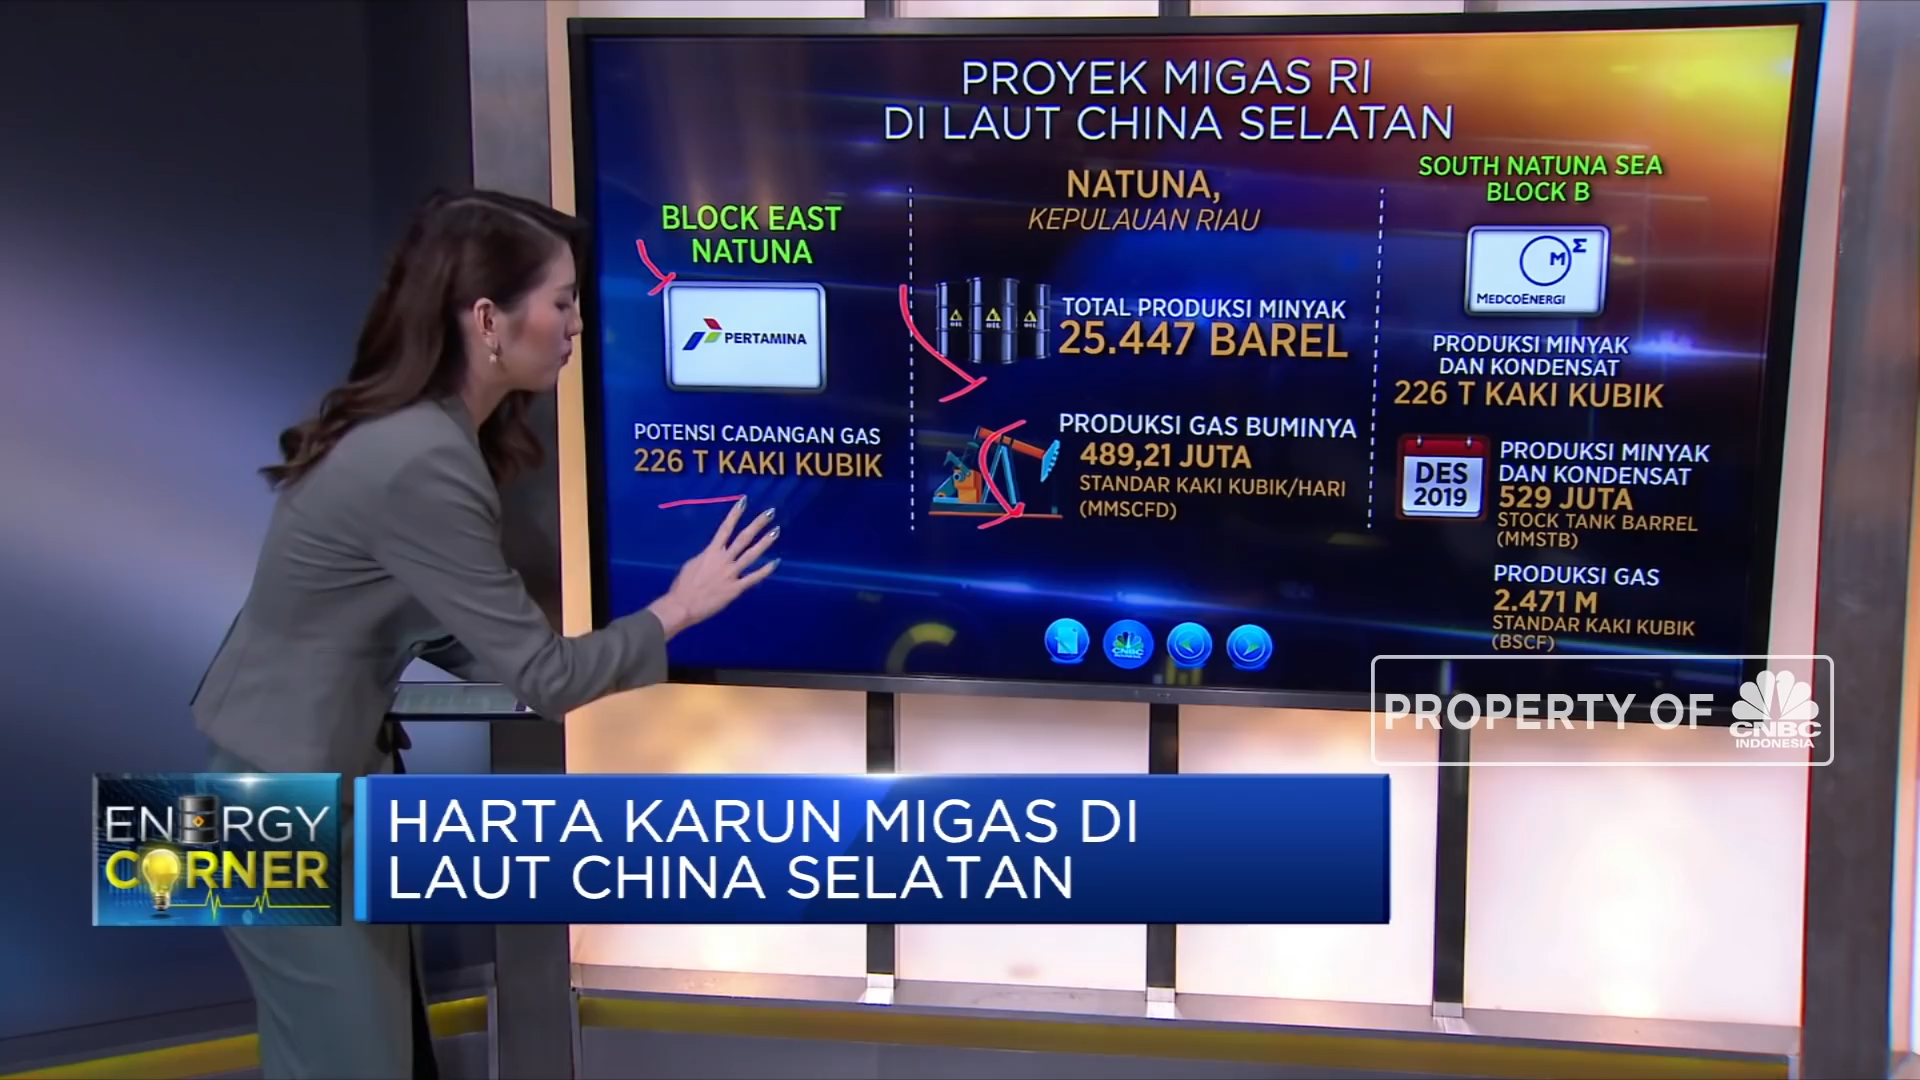 PROYEK MIGAS RI
DI LAUT CHINA SELATAN
BLOCK EAST
NATUNA
PERTAMINA
POTENSI CADANGAN GAS
226 T KAKI KUBIK
NATUNA,
KEPULAUAN RIAU
OIL
OIL
OIL
TOTAL PRODUKSI MINYAK
25.447 BAREL
PRODUKSI GAS BUMINYA
489,21 JUTA
STANDAR KAKI KUBIK/HARI
(MMSCFD)
SOUTH NATUNA SEA
BLOCK B
MEDCOENERGI
PRODUKSI MINYAK
DAN KONDENSAT
226 T KAKI KUBIK
DES
2019
PRODUKSI MINYAK
DAN KONDENSAT
529 JUTA
STOCK TANK BARREL
(MMSTB)
PRODUKSI GAS
2.471 M
STANDAR KAKI KUBIK
(BSCF)
CNBC
PROPERTY OF
CNBC
INDONESIA
ENERGY
CORNER
HARTA KARUN MIGAS DI
LAUT CHINA SELATAN